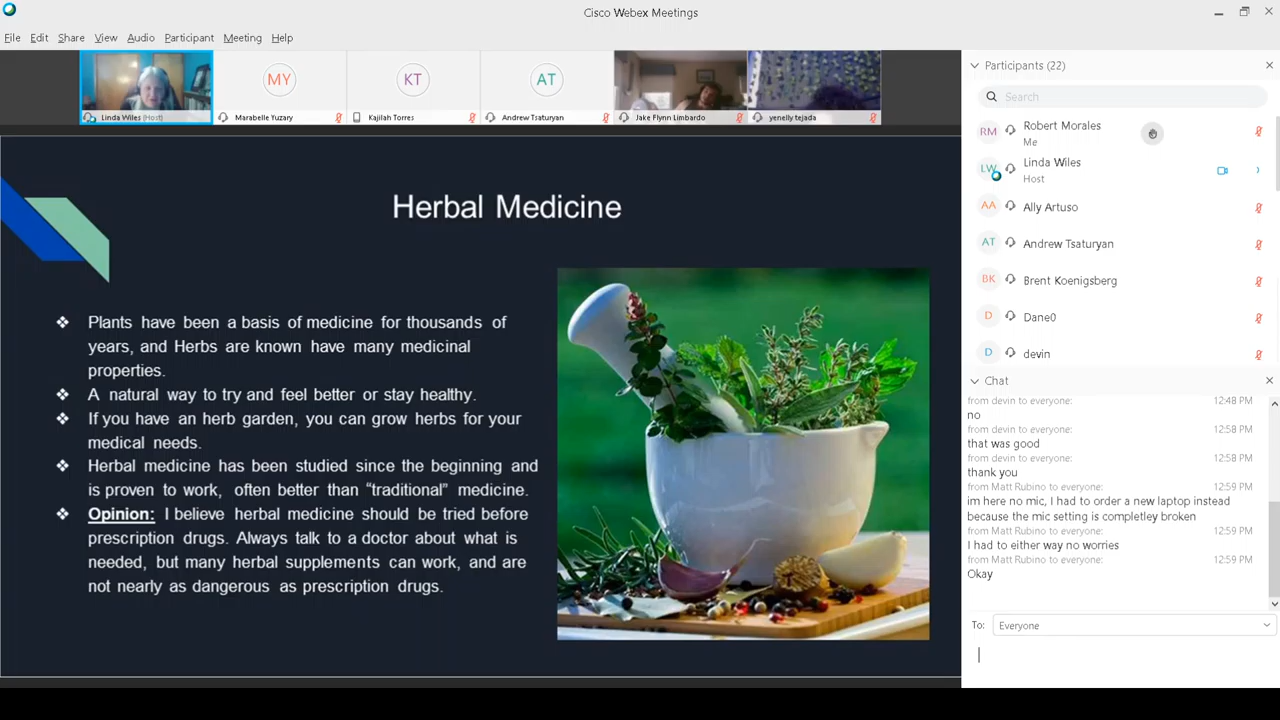 Cisco Webex Meetings
File Edit Share View Audio Participant Meeting Help
Linda Wiles (Host)
MY
Marabelle Yuzary
KT
Kajilah Torres
AT
Andrew Tsaturyan
Jake Flynn Limbardo
yenelly tejada
Herbal Medicine
❖ Plants have been a basis of medicine for thousands of
years, and Herbs are known have many medicinal
properties.
❖ A natural way to try and feel better or stay healthy.
❖ If you have an herb garden, you can grow herbs for your
medical needs.
❖ Herbal medicine has been studied since the beginning and
is proven to work, often better than “traditional” medicine.
❖ Opinion: I believe herbal medicine should be tried before
prescription drugs. Always talk to a doctor about what is
needed, but many herbal supplements can work, and are
not nearly as dangerous as prescription drugs.
Participants (22)
Search
RM Robert Morales
Me
LW Linda Wiles
Host
AA Ally Artuso
AT Andrew Tsaturyan
BK Brent Koenigsberg
D Dane0
D devin
Chat
from devin to everyone: 12:48 PM
no
from devin to everyone: 12:58 PM
that was good
from devin to everyone: 12:58 PM
thank you
from Matt Rubino to everyone: 12:59 PM
im here no mic, I had to order a new laptop instead
because the mic setting is completley broken
from Matt Rubino to everyone: 12:59 PM
I had to either way no worries
from Matt Rubino to everyone: 12:59 PM
Okay
To: Everyone